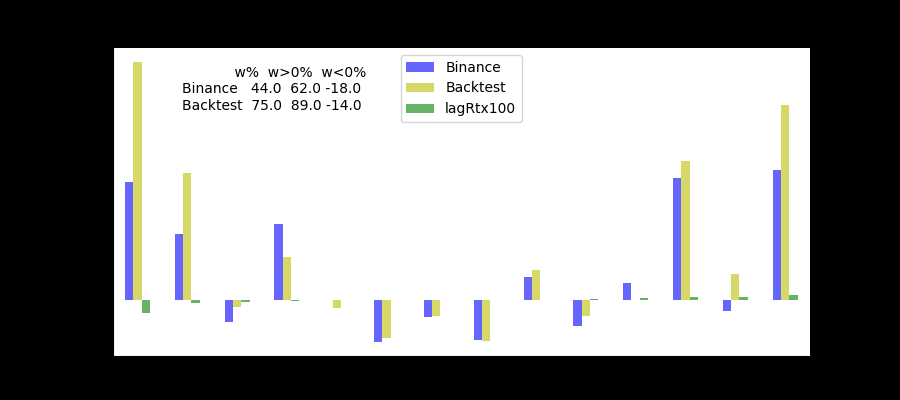 w% w>0% w<0%
Binance 44.0 62.0 -18.0
Backtest 75.0 89.0 -14.0
Binance
Backtest
lagRtx100